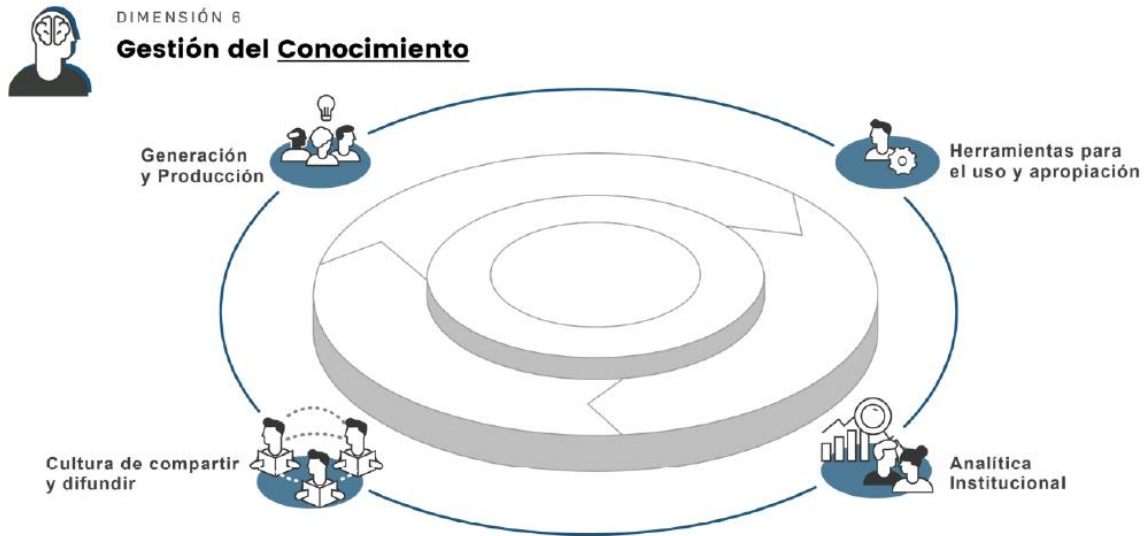 DIMENSIÓN 6
Gestión del Conocimiento
Generación
y Producción
Herramientas para
el uso y apropiación
Cultura de compartir
y difundir
Analítica
Institucional